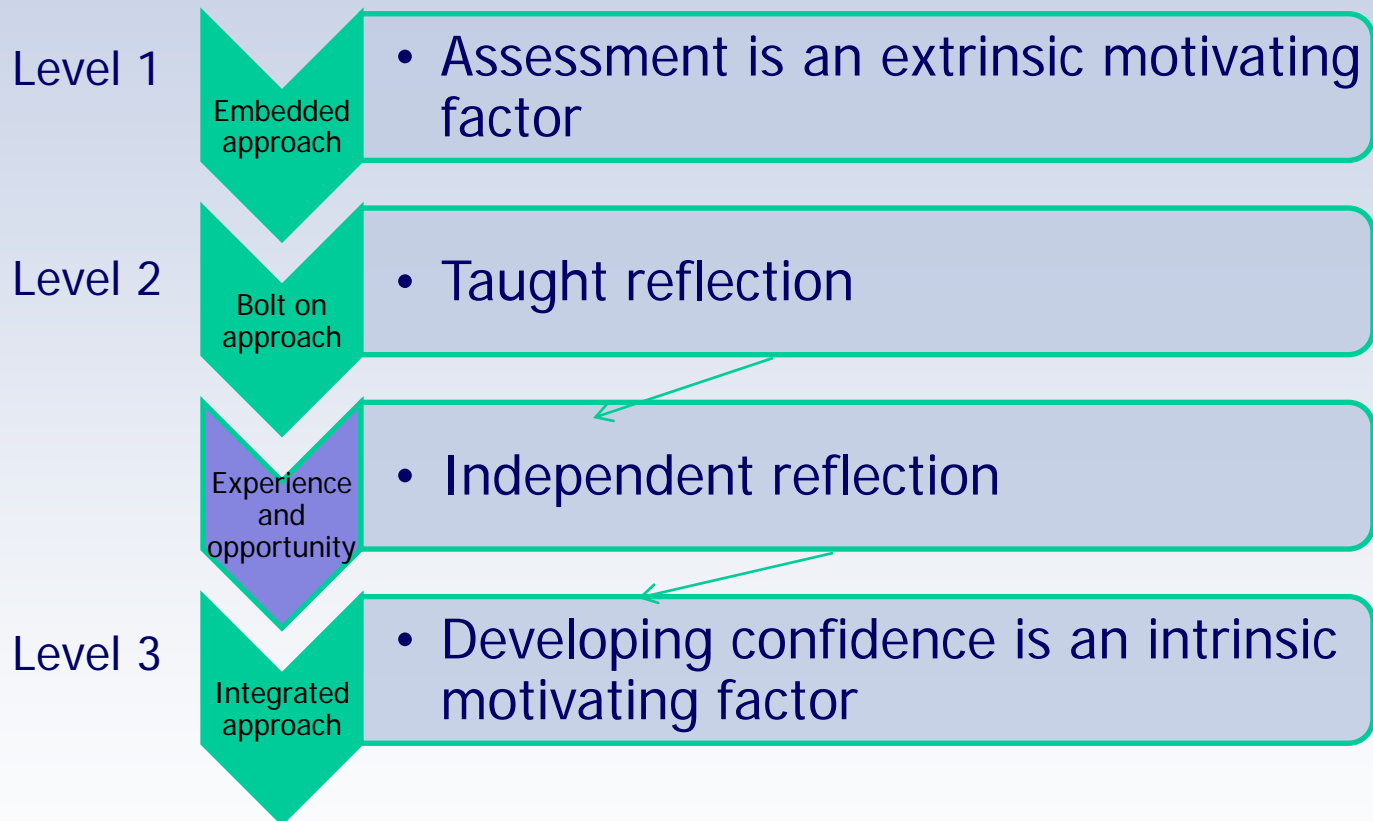 Level 1
Embedded
approach
• Assessment is an extrinsic motivating
factor
Level 2
Bolt on
approach
• Taught reflection
Experience
and
opportunity
• Independent reflection
Level 3
Integrated
approach
• Developing confidence is an intrinsic
motivating factor